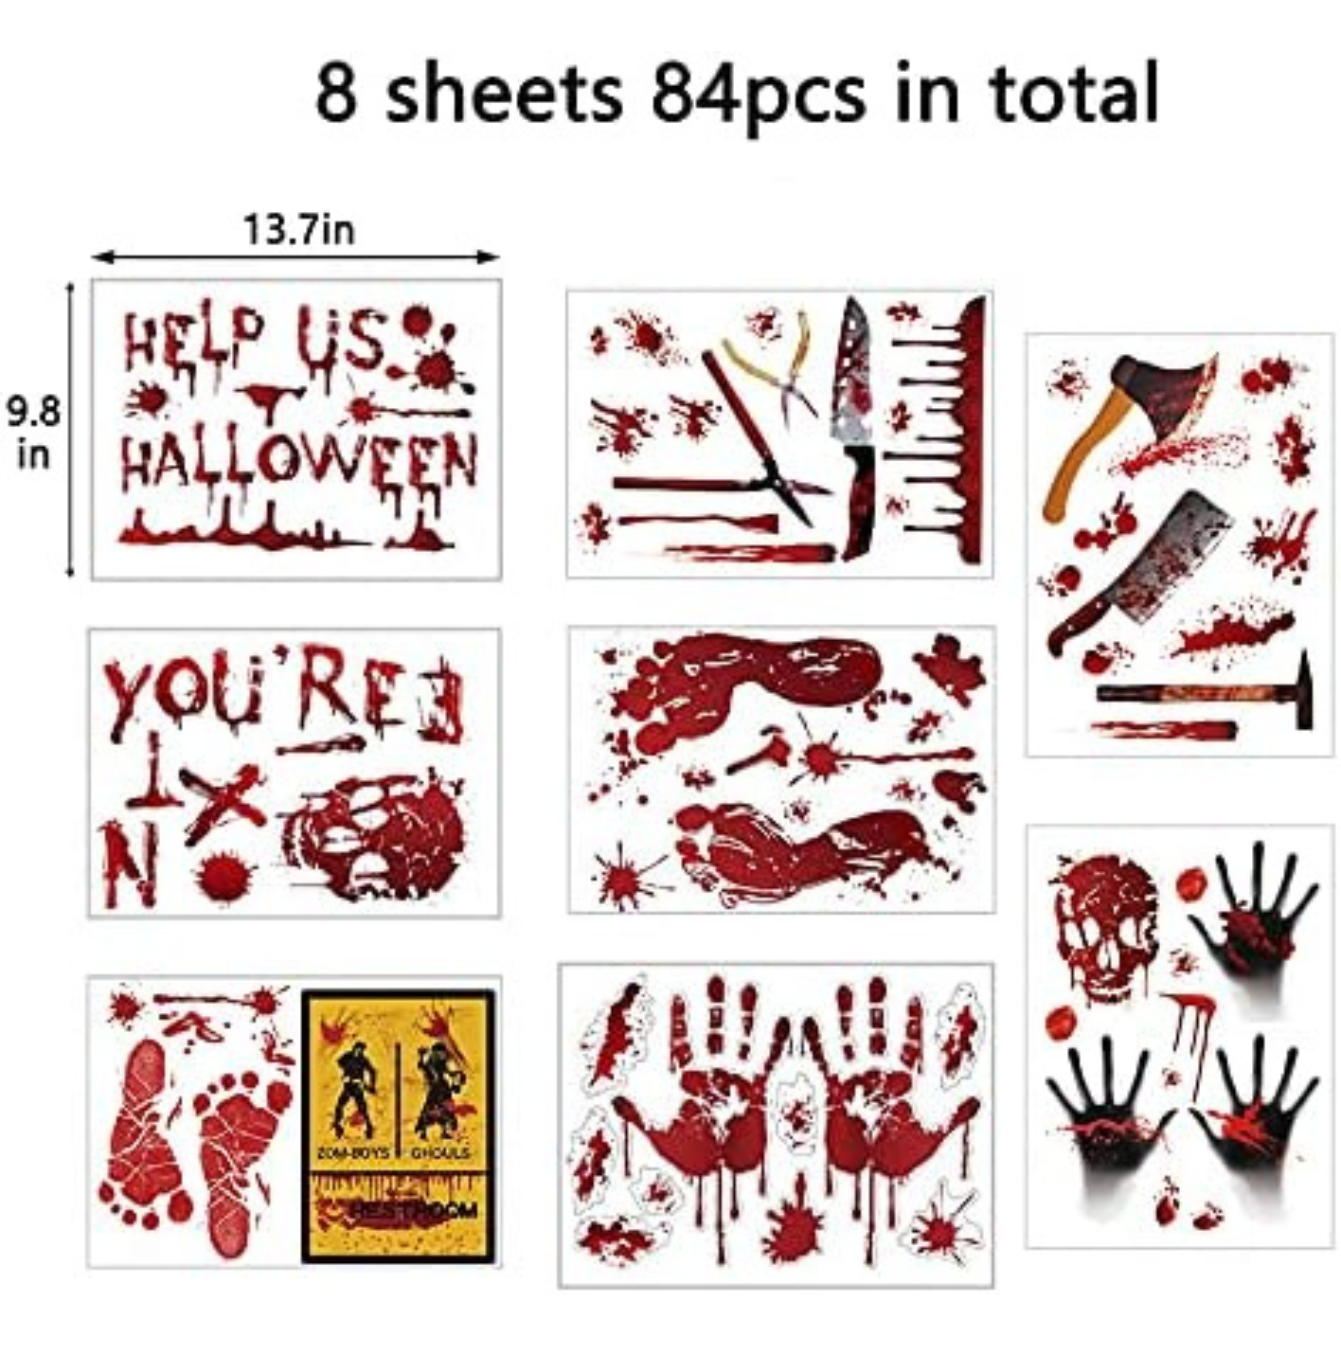 8 sheets 84pcs in total
13.7in
9.8
in
HELP US
HALLOWEEN
YOU'RE
E
I X
N
ZOM-BOYS GHOULS
RESTROOM